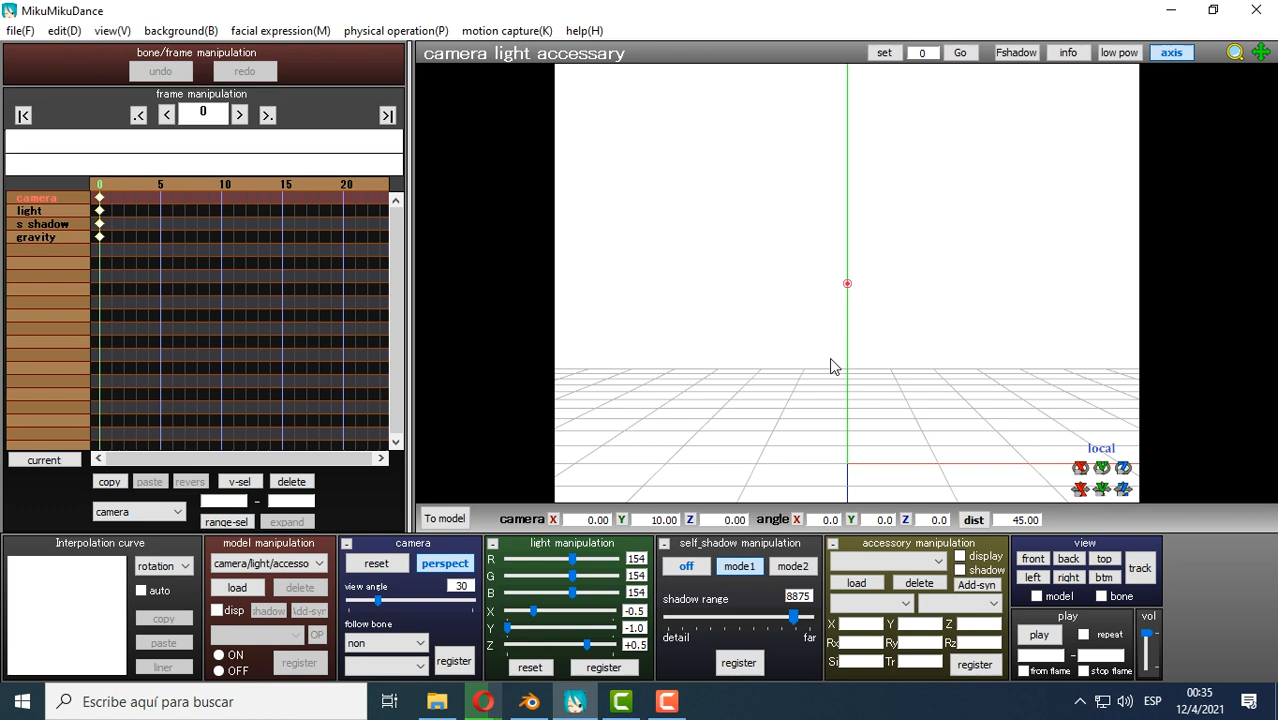 MikuMikuDance
file(F) edit(D) view(V) background(B) facial expression(M) physical operation(P) motion capture(K) help(H)
bone/frame manipulation
undo redo
frame manipulation
|< .< < 0 > >. >|
0 5 10 15 20
camera
light
s shadow
gravity
current
copy paste revers v-sel delete
camera -
range-sel expand
camera light accessary
set 0 Go Fshadow info low pow axis
local
X Y Z
X Y Z
To model camera X 0.00 Y 10.00 Z 0.00 angle X 0.0 Y 0.0 Z 0.0 dist 45.00
Interpolation curve
rotation
auto
copy
paste
liner
model manipulation
camera/light/accesso
load delete
disp shadow Add-syn
OP
ON
OFF
register
- camera
reset perspect
view angle 30
follow bone
non
register
- light manipulation
R 154
G 154
B 154
X -0.5
Y -1.0
Z +0.5
reset register
- self_shadow manipulation
off mode1 mode2
shadow range 8875
detail far
register
- accessory manipulation
display
shadow
load delete Add-syn
X Y Z
Rx Ry Rz
Si Tr register
view
front back top
left right btm
track
model bone
play
play repeat
-
from flame stop flame
vol
Escribe aquí para buscar
ESP
00:35
12/4/2021